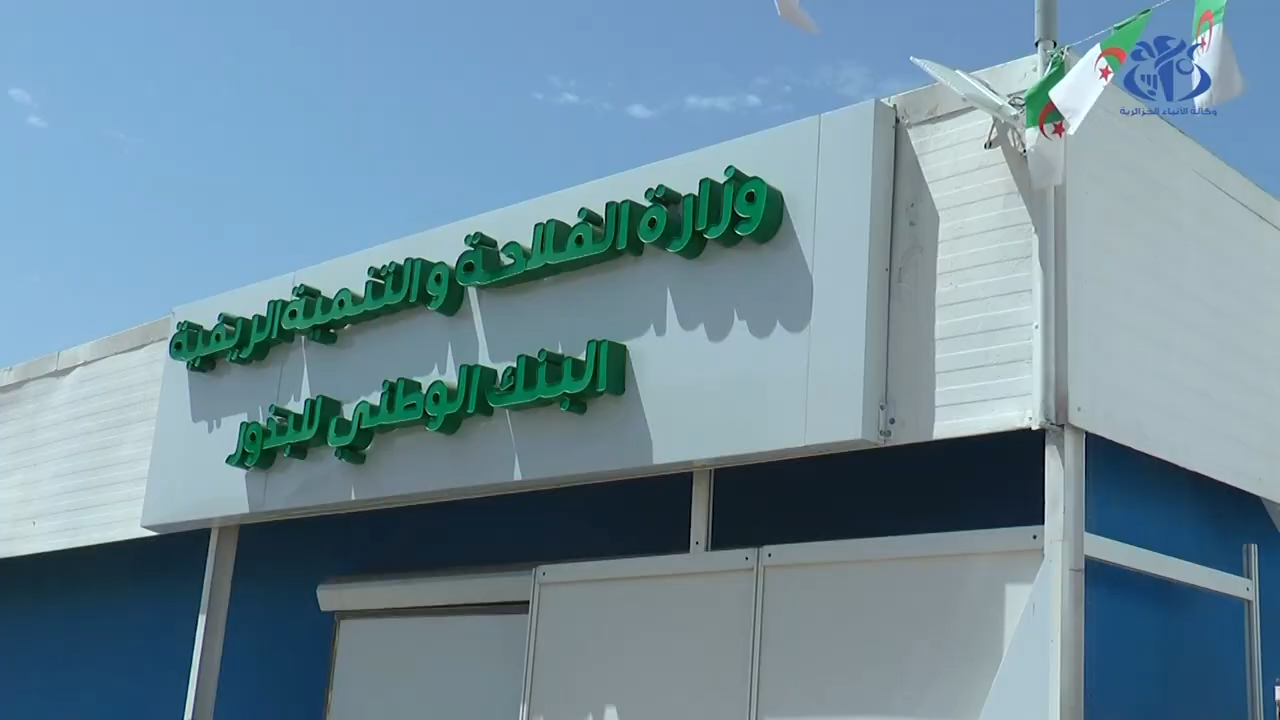 وزارة الفلاحة والتنمية الريفية
البنك الوطني للبذور
وكالة الأنباء الجزائرية